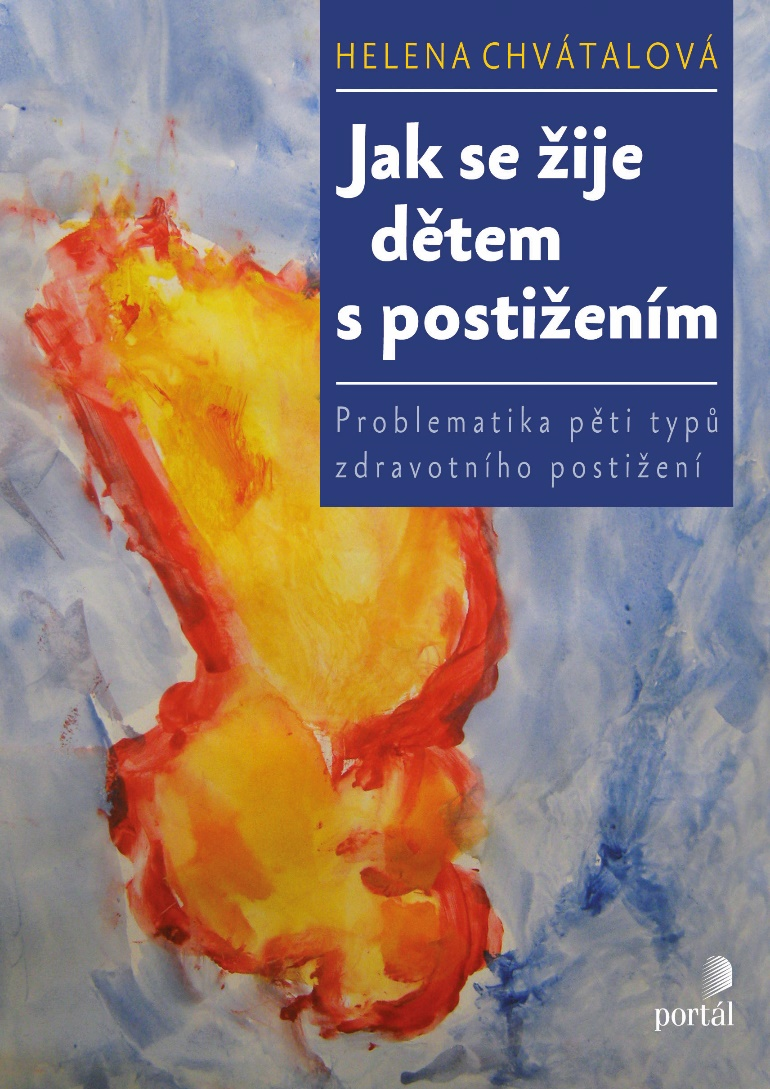 HELENA CHVÁTALOVÁ
Jak se žije
dětem
s postižením
Problematika pěti typů
zdravotního postižení
portál